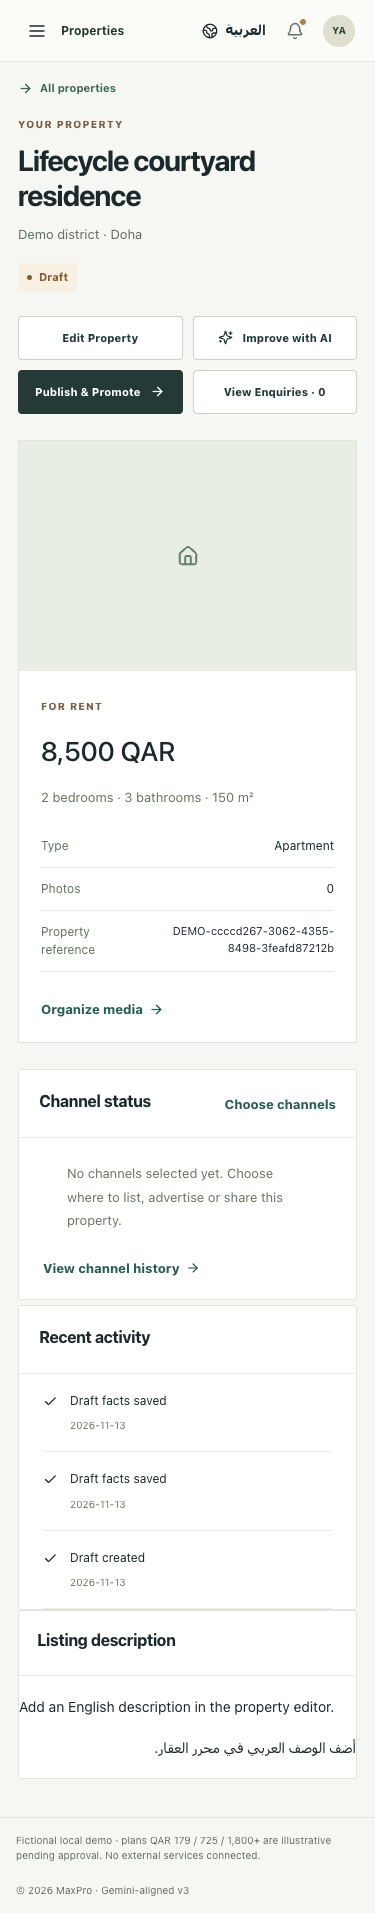 Properties
العربية
YA
All properties
YOUR PROPERTY
Lifecycle courtyard
residence
Demo district · Doha
Draft
Edit Property
Improve with AI
Publish & Promote
View Enquiries · 0
FOR RENT
8,500 QAR
2 bedrooms · 3 bathrooms · 150 m²
Type
Apartment
Photos
0
Property
reference
DEMO-ccccd267-3062-4355-
8498-3feafd87212b
Organize media
Channel status
Choose channels
No channels selected yet. Choose
where to list, advertise or share this
property.
View channel history
Recent activity
Draft facts saved
2026-11-13
Draft facts saved
2026-11-13
Draft created
2026-11-13
Listing description
Add an English description in the property editor.
أضف الوصف العربي في محرر العقار.
Fictional local demo · plans QAR 179 / 725 / 1,800+ are illustrative
pending approval. No external services connected.
© 2026 MaxPro · Gemini-aligned v3